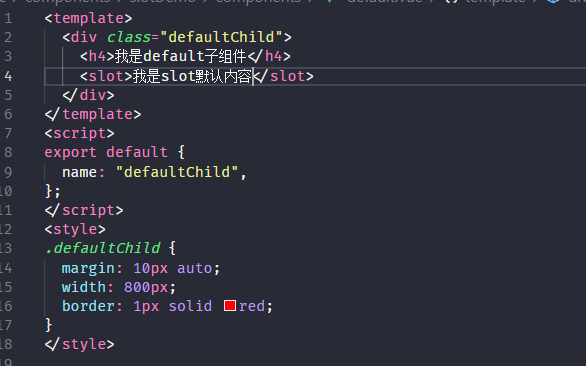 components > slotDemo > components > template
1 <template>
2 <div class="defaultChild">
3 <h4>我是default子组件</h4>
4 <slot>我是slot默认内容</slot>
5 </div>
6 </template>
7 <script>
8 export default {
9 name: "defaultChild",
10 };
11 </script>
12 <style>
13 .defaultChild {
14 margin: 10px auto;
15 width: 800px;
16 border: 1px solid red;
17 }
18 </style>
19